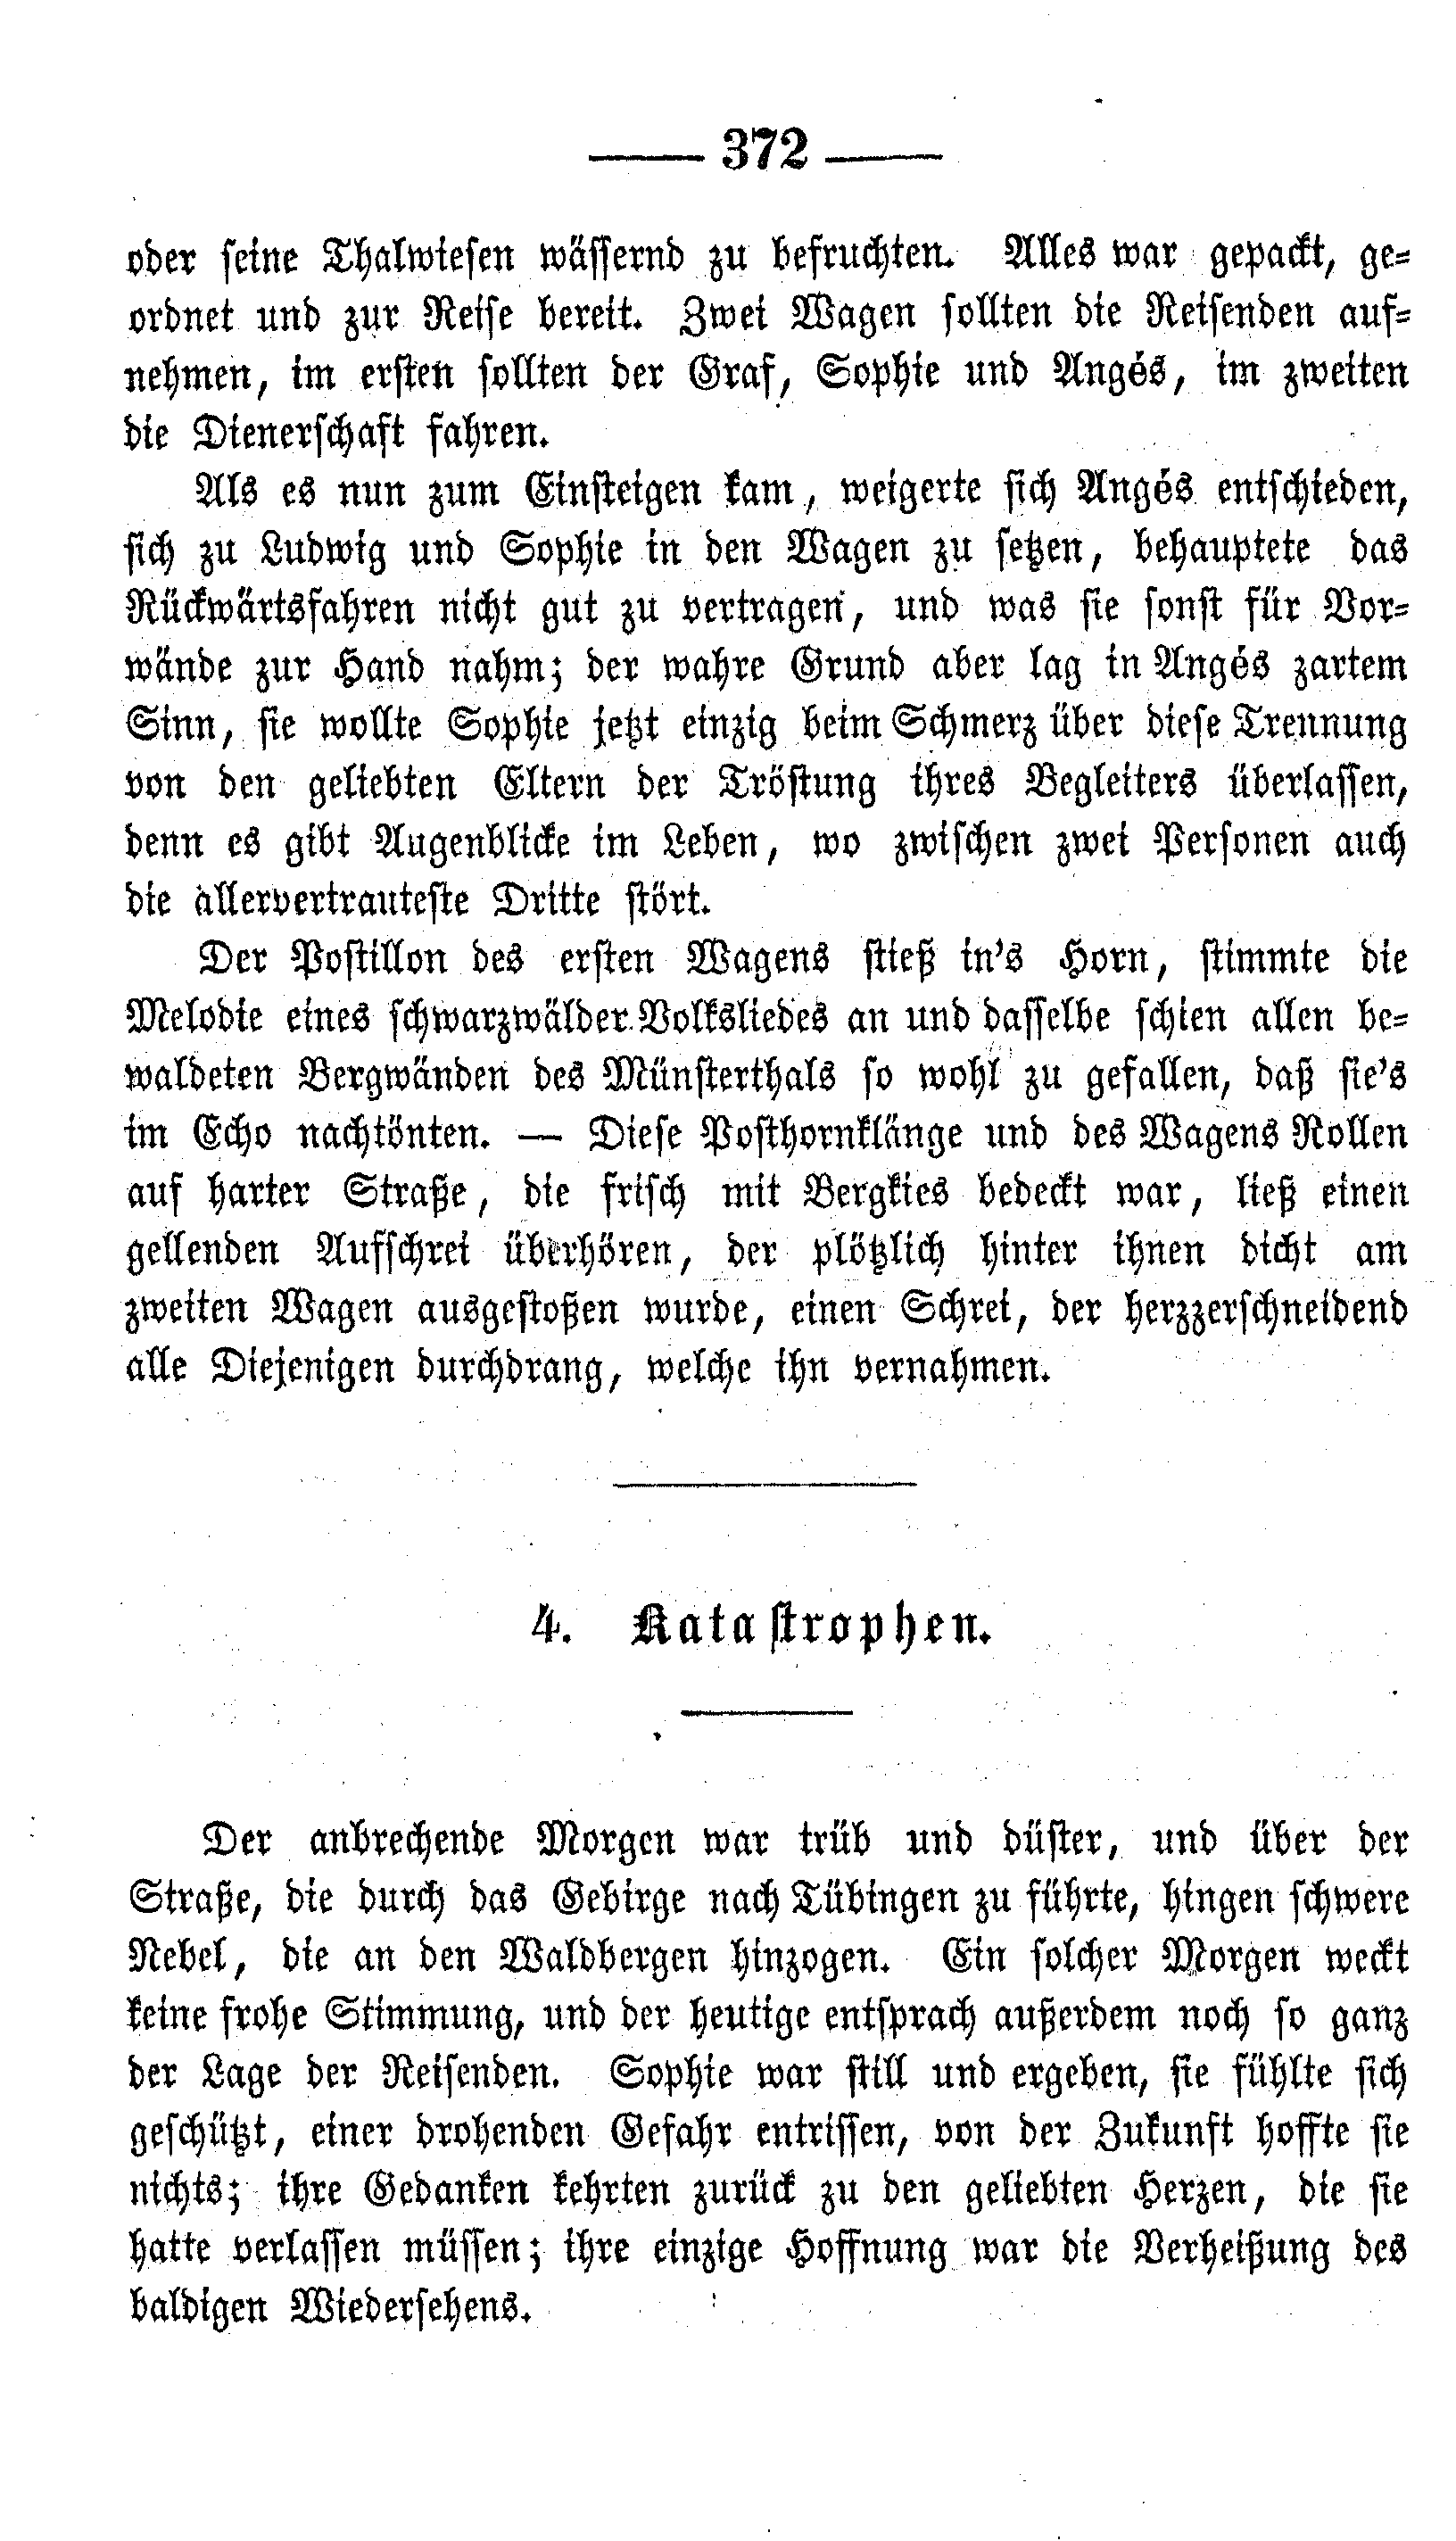 — 372 —
oder seine Thalwiesen wässernd zu befruchten. Alles war gepackt, ge-
ordnet und zur Reise bereit. Zwei Wagen sollten die Reisenden auf-
nehmen, im ersten sollten der Graf, Sophie und Angés, im zweiten
die Dienerschaft fahren.
Als es nun zum Einsteigen kam, weigerte sich Angés entschieden,
sich zu Ludwig und Sophie in den Wagen zu setzen, behauptete das
Rückwärtsfahren nicht gut zu vertragen, und was sie sonst für Vor-
wände zur Hand nahm; der wahre Grund aber lag in Angés zartem
Sinn, sie wollte Sophie jetzt einzig beim Schmerz über diese Trennung
von den geliebten Eltern der Tröstung ihres Begleiters überlassen,
denn es gibt Augenblicke im Leben, wo zwischen zwei Personen auch
die allervertrauteste Dritte stört.
Der Postillon des ersten Wagens stieß in's Horn, stimmte die
Melodie eines schwarzwälder Volksliedes an und dasselbe schien allen be-
waldeten Bergwänden des Münsterthals so wohl zu gefallen, daß sie's
im Echo nachtönten. — Diese Posthornklänge und des Wagens Rollen
auf harter Straße, die frisch mit Bergkies bedeckt war, ließ einen
gellenden Aufschrei überhören, der plötzlich hinter ihnen dicht am
zweiten Wagen ausgestoßen wurde, einen Schrei, der herzzerschneidend
alle Diejenigen durchdrang, welche ihn vernahmen.
4. Katastrophen.
Der anbrechende Morgen war trüb und düster, und über der
Straße, die durch das Gebirge nach Tübingen zu führte, hingen schwere
Nebel, die an den Waldbergen hinzogen. Ein solcher Morgen weckt
keine frohe Stimmung, und der heutige entsprach außerdem noch so ganz
der Lage der Reisenden. Sophie war still und ergeben, sie fühlte sich
geschützt, einer drohenden Gefahr entrissen, von der Zukunft hoffte sie
nichts; ihre Gedanken kehrten zurück zu den geliebten Herzen, die sie
hatte verlassen müssen; ihre einzige Hoffnung war die Verheißung des
baldigen Wiedersehens.